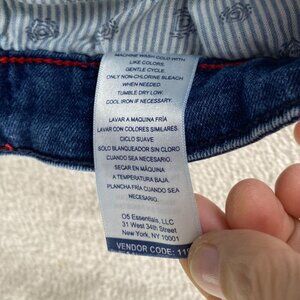 MACHINE WASH COLD WITH
LIKE COLORS.
GENTLE CYCLE.
ONLY NON-CHLORINE BLEACH
WHEN NEEDED.
TUMBLE DRY LOW.
COOL IRON IF NECESSARY.
LAVAR A MAQUINA FRÍA
LAVAR CON COLORES SIMILARES.
CICLO SUAVE
SOLO BLANQUEADOR SIN CLORO
CUANDO SEA NECESARIO.
SECAR EN MÁQUINA
A TEMPERATURA BAJA.
PLANCHA FRÍA CUANDO SEA
NECESARIO.
O5 Essentials, LLC
31 West 34th Street
New York, NY 10001
VENDOR CODE: